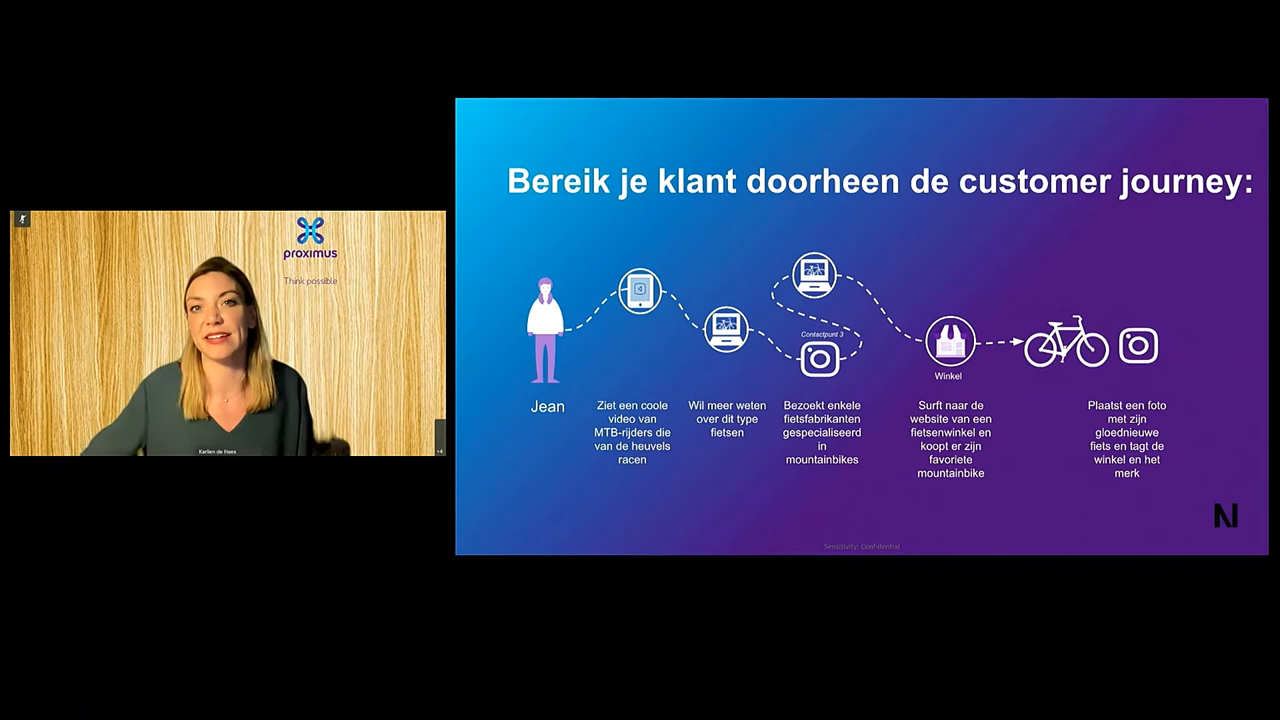 proximus
Think possible
Karlien de Haes
+4
Bereik je klant doorheen de customer journey:
Contactpunt 3
Winkel
Jean
Ziet een coole
video van
MTB-rijders die
van de heuvels
racen
Wil meer weten
over dit type
fietsen
Bezoekt enkele
fietsfabrikanten
gespecialiseerd
in
mountainbikes
Surft naar de
website van een
fietsenwinkel en
koopt er zijn
favoriete
mountainbike
Plaatst een foto
met zijn
gloednieuwe
fiets en tagt de
winkel en het
merk
N
Sensitivity: Confidential